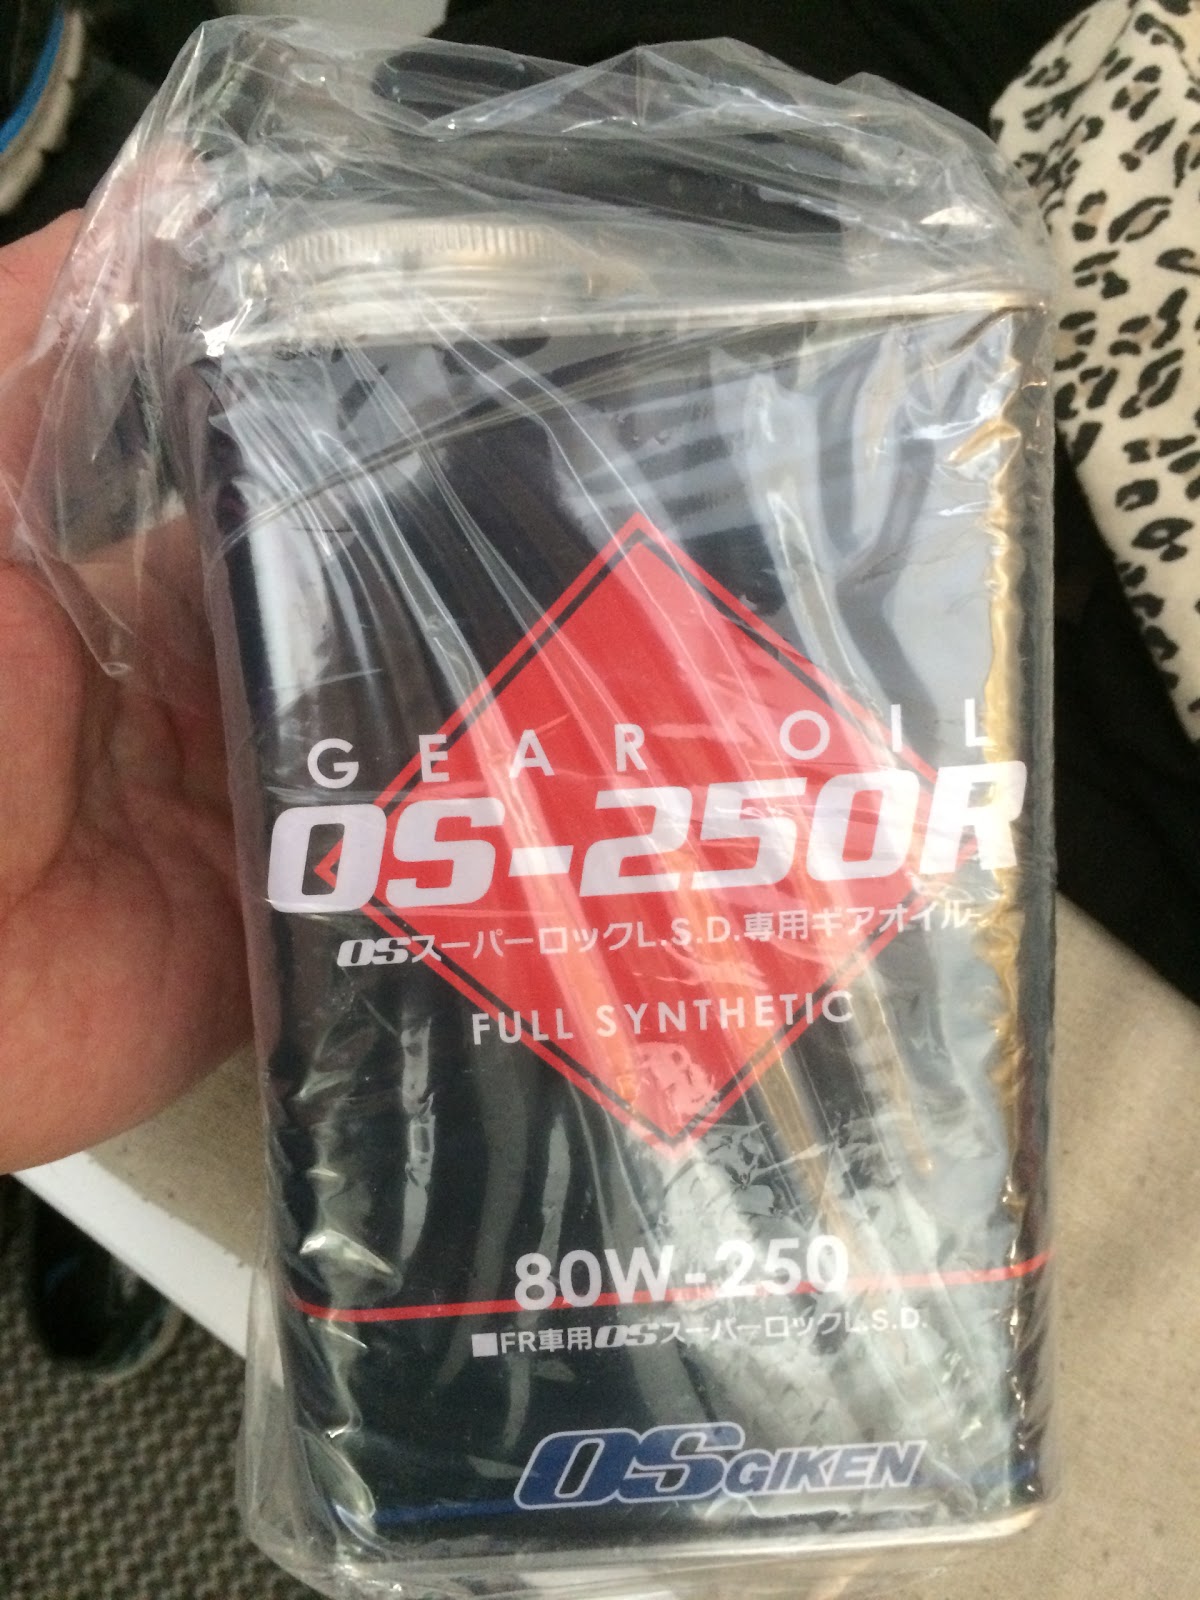 GEAR OIL
OS-250R
OSスーパーロックL.S.D.専用ギアオイル
FULL SYNTHETIC
80W-250
■FR車用OSスーパーロックL.S.D.
OS GIKEN